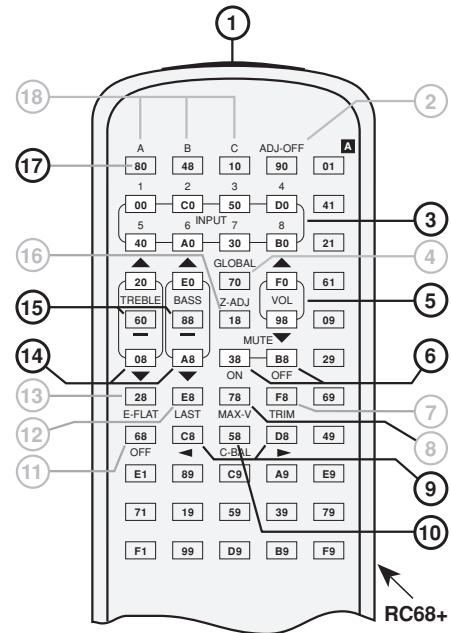 1
18 2
A B C ADJ-OFF A
17 80 48 10 90 01
1 2 3 4
00 C0 50 D0 41
INPUT 3
5 6 7 8
40 A0 30 B0 21
16 GLOBAL 4
20 E0 70 F0 61
TREBLE BASS Z-ADJ VOL 5
15 60 88 18 98 09
MUTE
14 08 A8 38 B8 29 6
ON OFF
13 28 E8 78 F8 69 7
E-FLAT LAST MAX-V TRIM
12 8
11 68 C8 58 D8 49
OFF ◄ C-BAL ► 9
E1 89 C9 A9 E9
10
71 19 59 39 79
F1 99 D9 B9 F9
RC68+